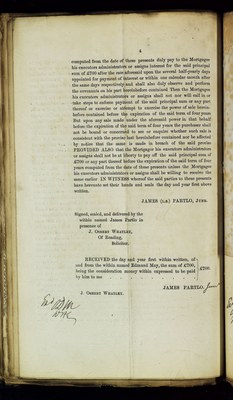 4
computed from the date of these presents duly pay to the Mortgagee
his executors administrators or assigns interest for the said principal
sum of £700 after the rate aforesaid upon the several half-yearly days
appointed for payment of interest or within one calendar month after
the same days respectively and shall also duly observe and perform
the covenants on his part hereinbefore contained Then the Mortgagee
his executors administrators or assigns shall not nor will call in or
take steps to enforce payment of the said principal sum or any part
thereof or exercise or attempt to exercise the power of sale herein-
before contained before the expiration of the said term of four years
But upon any sale made under the aforesaid power in that behalf
before the expiration of the said term of four years the purchaser shall
not be bound or concerned to see or enquire whether such sale is
consistent with the proviso last hereinbefore contained nor be affected
by notice that the same is made in breach of the said proviso
PROVIDED ALSO that the Mortgagor his executors administrators
or assigns shall not be at liberty to pay off the said principal sum of
£700 or any part thereof before the expiration of the said term of four
years computed from the date of these presents unless the Mortgagee
his executors administrators or assigns shall be willing to receive the
same earlier IN WITNESS whereof the said parties to these presents
have hereunto set their hands and seals the day and year first above
written.
JAMES (L.S.) PARTLO, Junr.
Signed, sealed, and delivered by the
within named James Partlo in
presence of
J. Osbert Whatley,
Of Reading,
Solicitor.
RECEIVED the day and year first within written, of
and from the within named Edmund May, the sum of £700,
being the consideration money within expressed to be paid
by him to me
£700
JAMES PARTLO, Junr
J. Osbert Whatley.